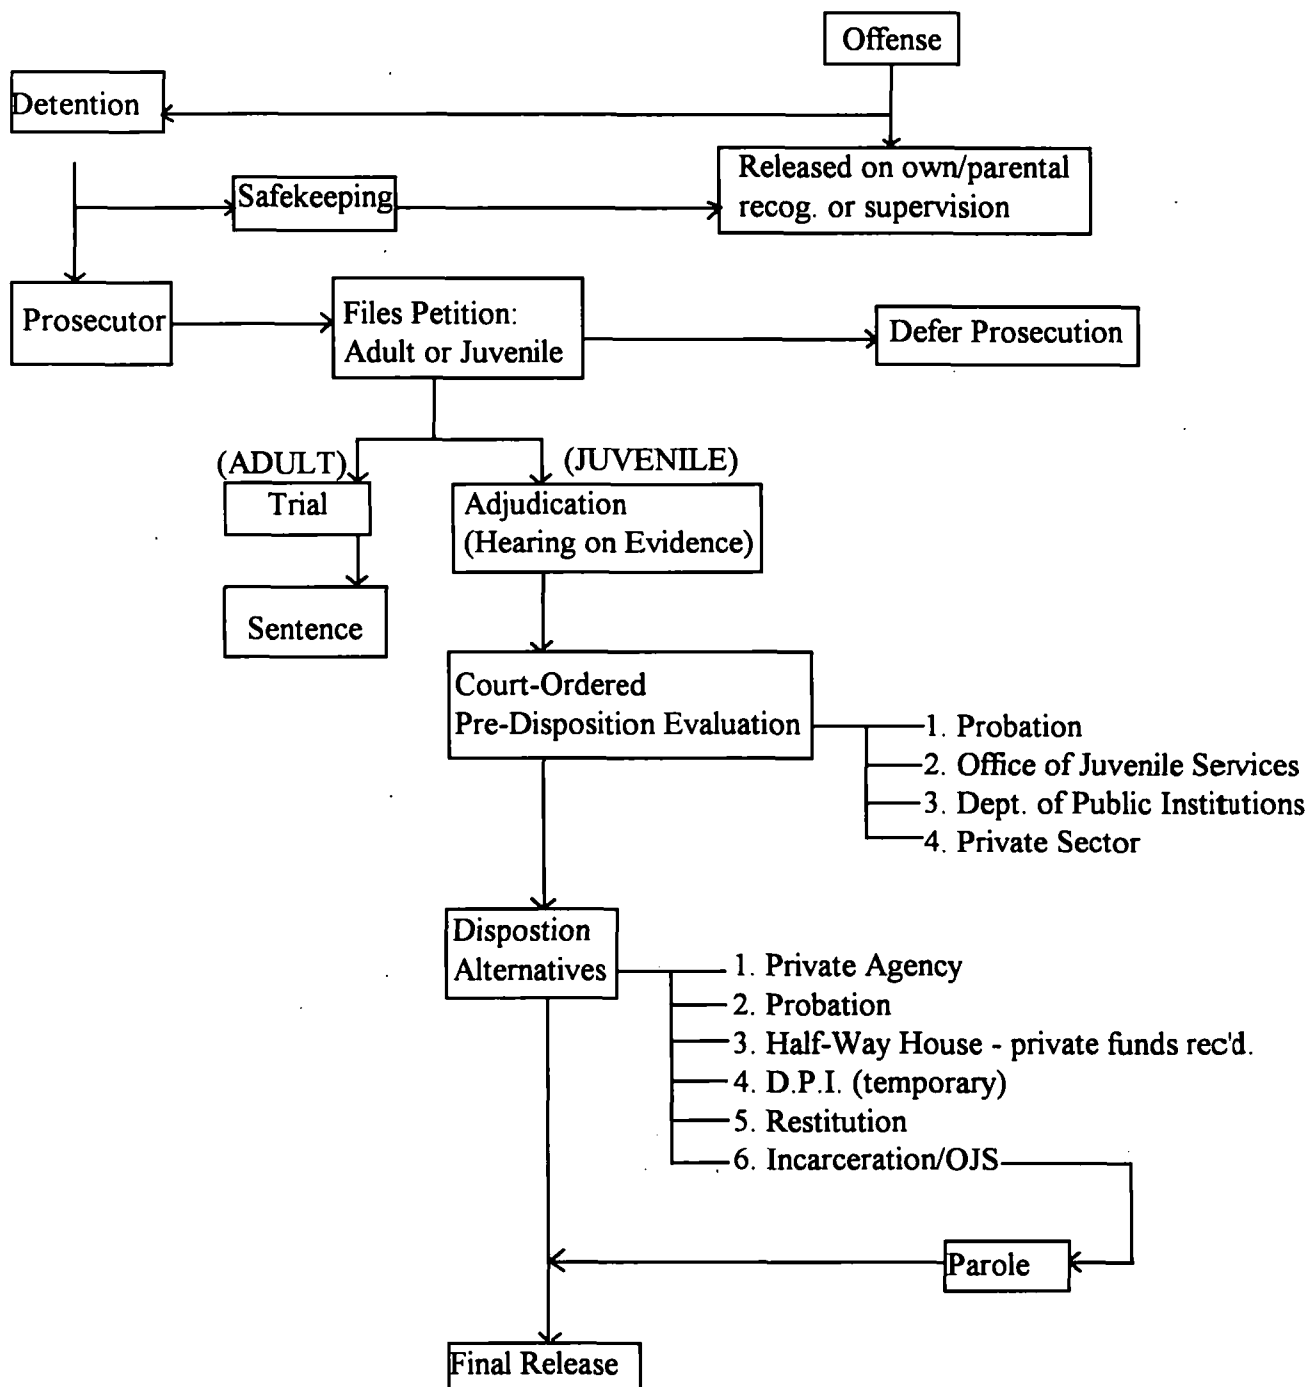 Offense
Detention
Released on own/parental
recog. or supervision
Safekeeping
Prosecutor
Files Petition:
Adult or Juvenile
Defer Prosecution
(ADULT)
(JUVENILE)
Trial
Adjudication
(Hearing on Evidence)
Sentence
Court-Ordered
Pre-Disposition Evaluation
1. Probation
2. Office of Juvenile Services
3. Dept. of Public Institutions
4. Private Sector
Dispostion
Alternatives
1. Private Agency
2. Probation
3. Half-Way House - private funds rec'd.
4. D.P.I. (temporary)
5. Restitution
6. Incarceration/OJS
Parole
Final Release